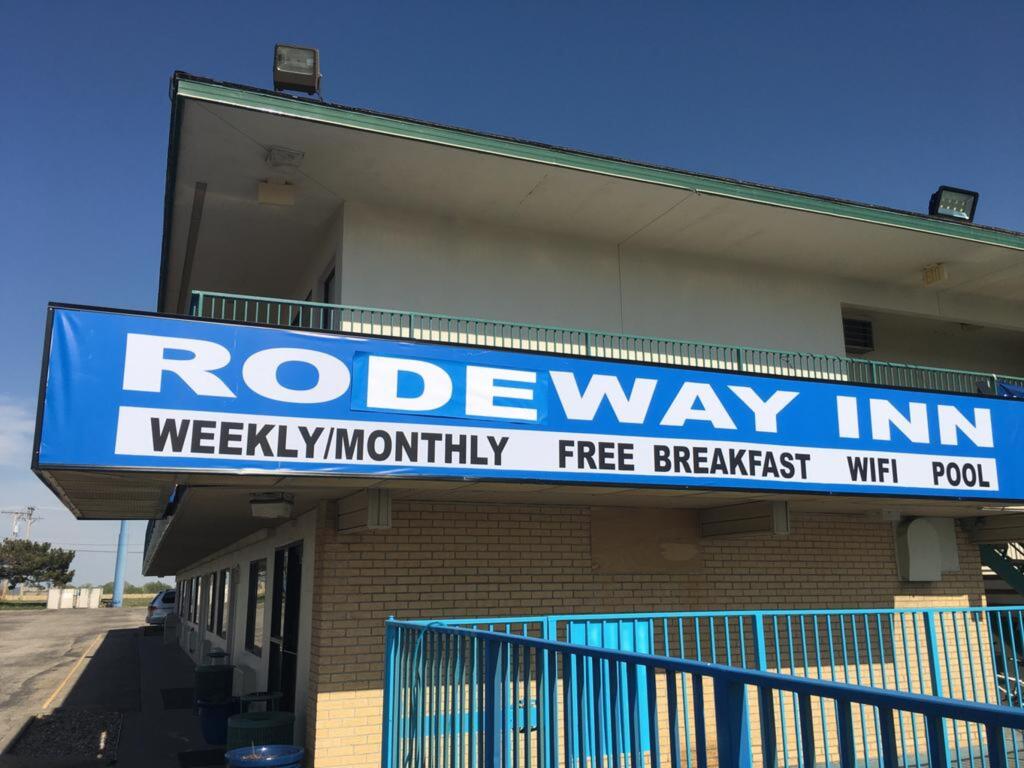 RODEWAY INN
WEEKLY/MONTHLY FREE BREAKFAST WIFI POOL